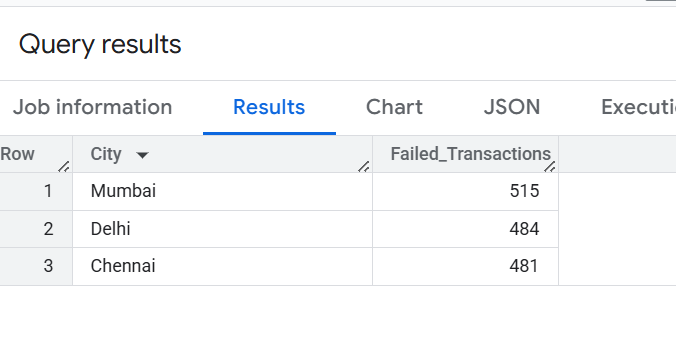 Query results
Job information Results Chart JSON Executi
Row City Failed_Transactions
1 Mumbai 515
2 Delhi 484
3 Chennai 481